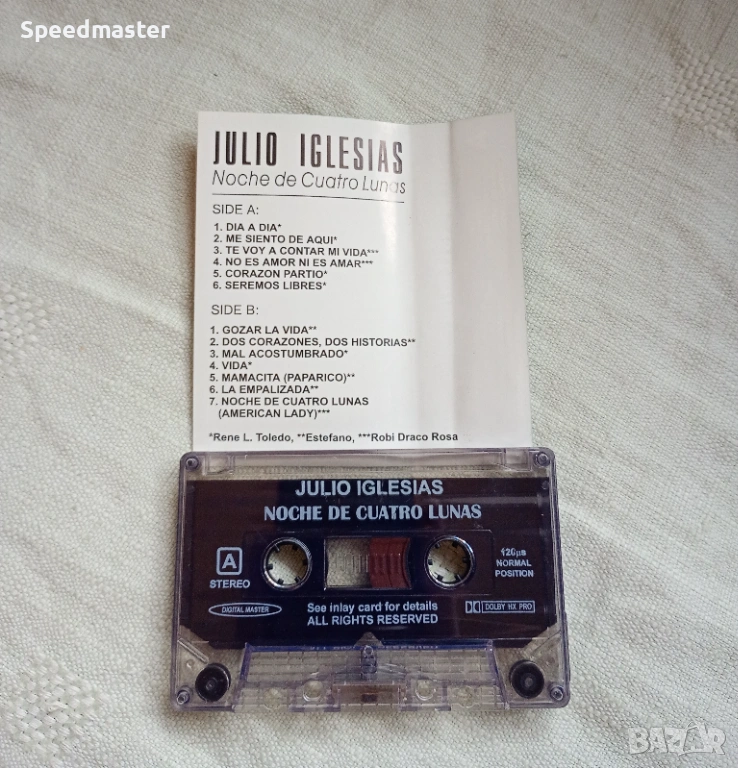 Speedmaster
JULIO IGLESIAS
Noche de Cuatro Lunas
SIDE A:
1. DIA A DIA*
2. ME SIENTO DE AQUI*
3. TE VOY A CONTAR MI VIDA***
4. NO ES AMOR NI ES AMAR***
5. CORAZON PARTIO*
6. SEREMOS LIBRES*
SIDE B:
1. GOZAR LA VIDA**
2. DOS CORAZONES, DOS HISTORIAS**
3. MAL ACOSTUMBRADO*
4. VIDA*
5. MAMACITA (PAPARICO)**
6. LA EMPALIZADA**
7. NOCHE DE CUATRO LUNAS
(AMERICAN LADY)***
*Rene L. Toledo, **Estefano, ***Robi Draco Rosa
JULIO IGLESIAS
NOCHE DE CUATRO LUNAS
A
STEREO
120µs
NORMAL
POSITION
DIGITAL MASTER
See inlay card for details
ALL RIGHTS RESERVED
DOLBY HX PRO
BAZAR